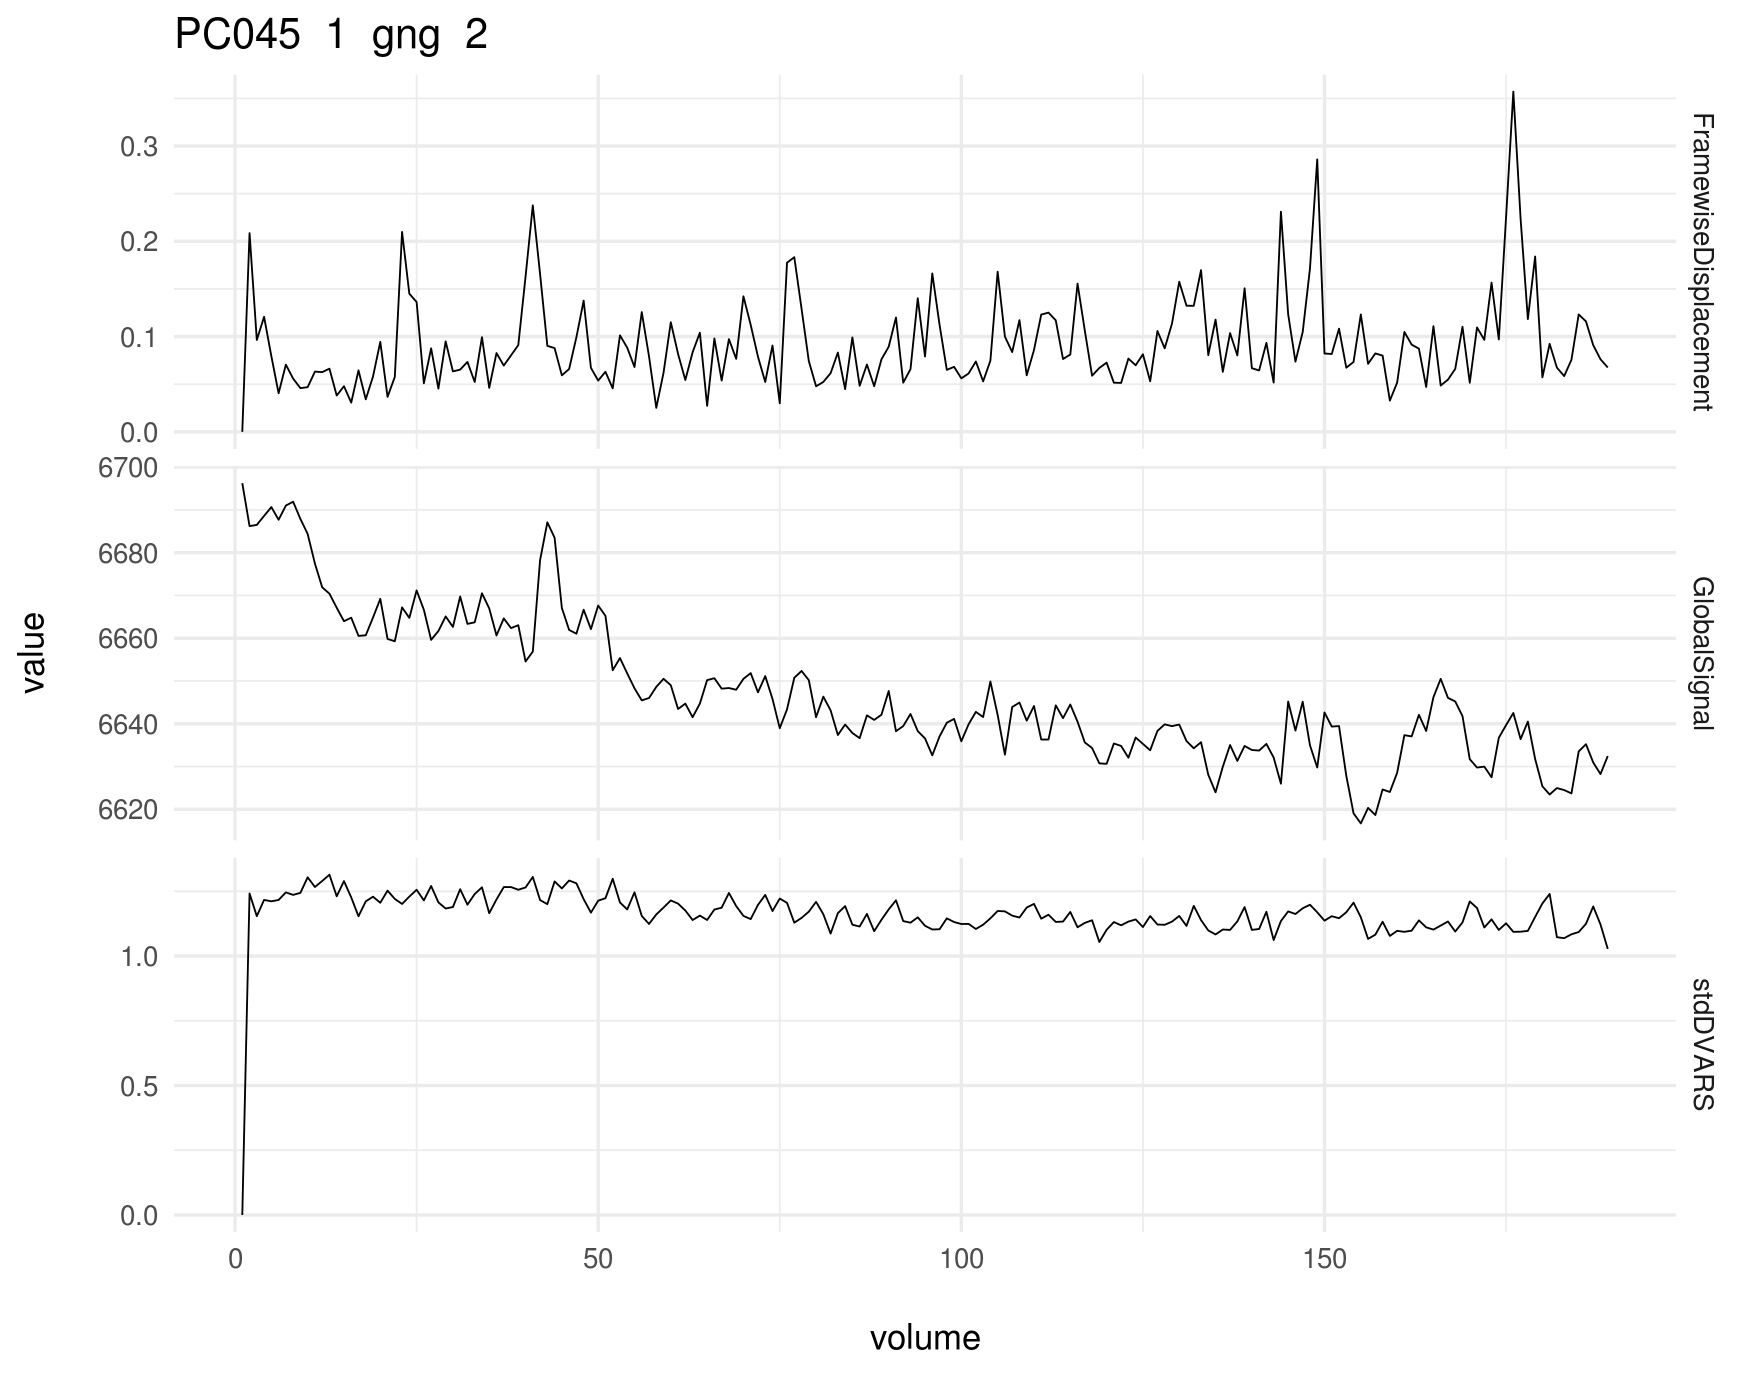 PC045 1 gng 2
0.3
0.2
0.1
0.0
FramewiseDisplacement
6700
6680
6660
6640
6620
GlobalSignal
value
1.0
0.5
0.0
stdDVARS
0 50 100 150
volume